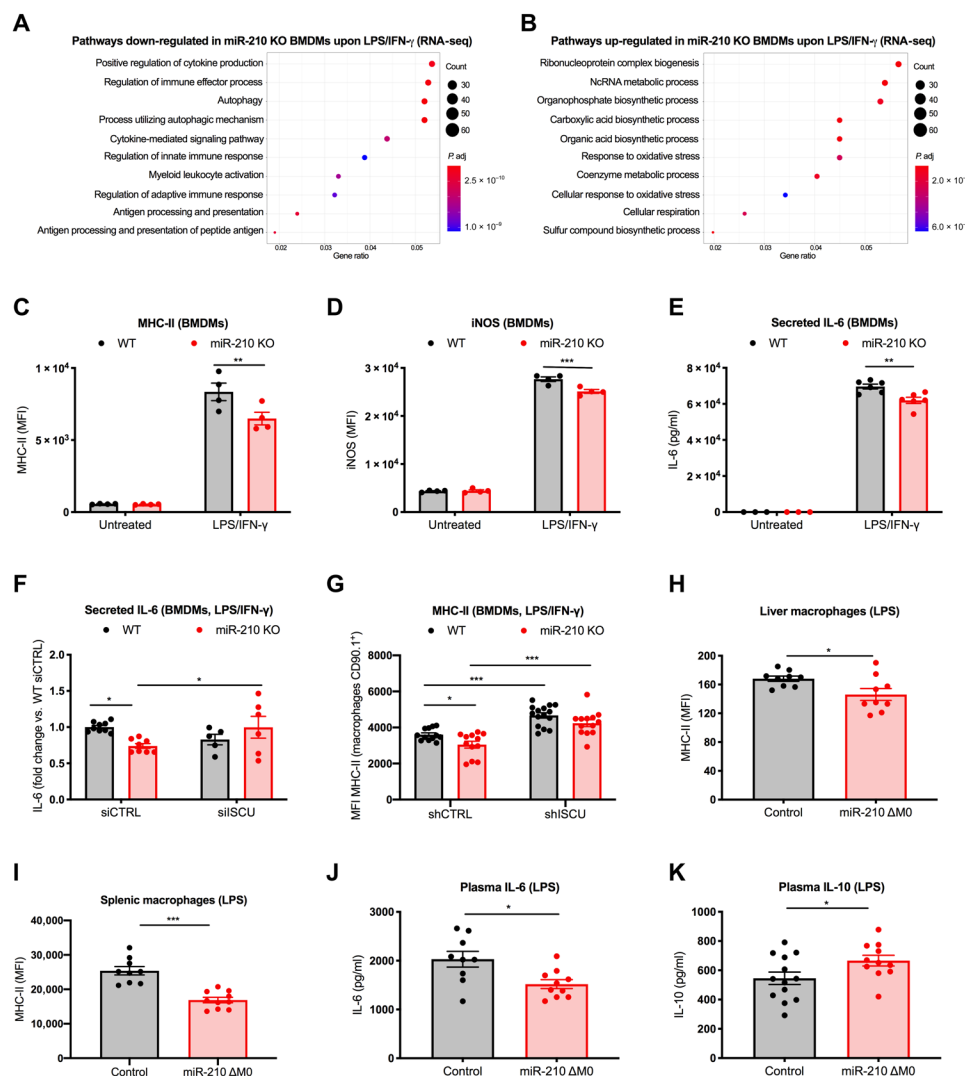 A
Pathways down-regulated in miR-210 KO BMDMs upon LPS/IFN-γ (RNA-seq)
Positive regulation of cytokine production
Regulation of immune effector process
Autophagy
Process utilizing autophagic mechanism
Cytokine-mediated signaling pathway
Regulation of innate immune response
Myeloid leukocyte activation
Regulation of adaptive immune response
Antigen processing and presentation
Antigen processing and presentation of peptide antigen
0.02 0.03 0.04 0.05
Gene ratio
Count
30
40
50
60
P. adj
2.5 × 10⁻¹⁰
1.0 × 10⁻⁹
B
Pathways up-regulated in miR-210 KO BMDMs upon LPS/IFN-γ (RNA-seq)
Ribonucleoprotein complex biogenesis
NcRNA metabolic process
Organophosphate biosynthetic process
Carboxylic acid biosynthetic process
Organic acid biosynthetic process
Response to oxidative stress
Coenzyme metabolic process
Cellular response to oxidative stress
Cellular respiration
Sulfur compound biosynthetic process
0.02 0.03 0.04 0.05
Gene ratio
Count
30
40
50
60
P. adj
2.0 × 10⁻
6.0 × 10⁻
C
MHC-II (BMDMs)
WT miR-210 KO
MHC-II (MFI)
1 × 10⁴
5 × 10³
0
**
Untreated LPS/IFN-γ
D
iNOS (BMDMs)
WT miR-210 KO
iNOS (MFI)
3 × 10⁴
2 × 10⁴
1 × 10⁴
0
***
Untreated LPS/IFN-γ
E
Secreted IL-6 (BMDMs)
WT miR-210 KO
IL-6 (pg/ml)
8 × 10⁴
6 × 10⁴
4 × 10⁴
2 × 10⁴
0
**
Untreated LPS/IFN-γ
F
Secreted IL-6 (BMDMs, LPS/IFN-γ)
WT miR-210 KO
IL-6 (fold change vs. WT siCTRL)
2.0
1.5
1.0
0.5
0.0
*
*
siCTRL siISCU
G
MHC-II (BMDMs, LPS/IFN-γ)
WT miR-210 KO
MFI MHC-II (macrophages CD90.1⁺)
8000
6000
4000
2000
0
***
***
*
shCTRL shISCU
H
Liver macrophages (LPS)
MHC-II (MFI)
200
160
120
80
40
0
*
Control miR-210 ΔM0
I
Splenic macrophages (LPS)
MHC-II (MFI)
40,000
30,000
20,000
10,000
0
***
Control miR-210 ΔM0
J
Plasma IL-6 (LPS)
IL-6 (pg/ml)
3000
2000
1000
0
*
Control miR-210 ΔM0
K
Plasma IL-10 (LPS)
IL-10 (pg/ml)
1000
800
600
400
200
0
*
Control miR-210 ΔM0